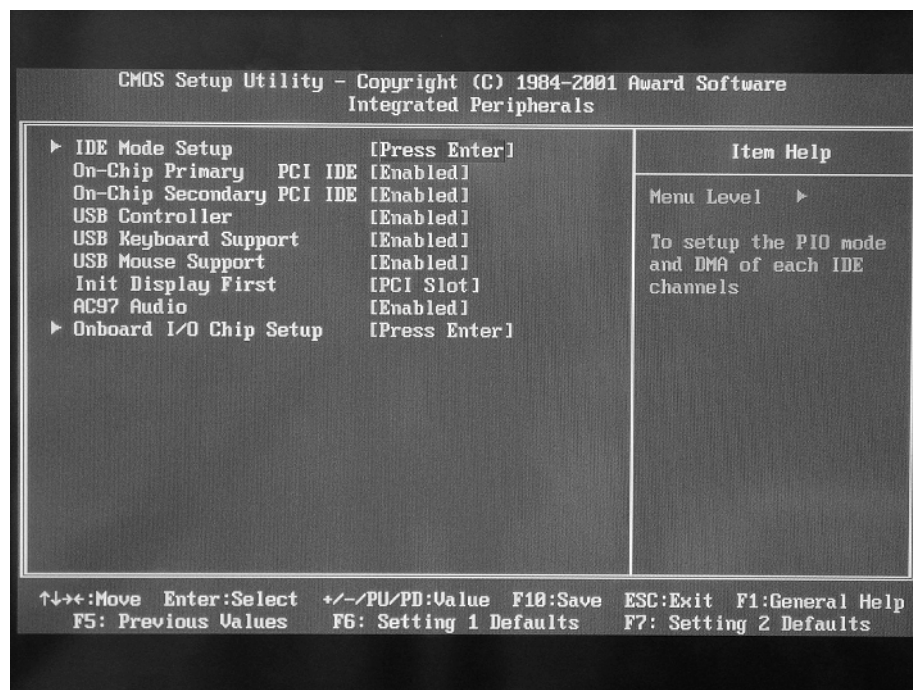 CMOS Setup Utility – Copyright (C) 1984–2001 Award Software
Integrated Peripherals
▶ IDE Mode Setup [Press Enter]
On-Chip Primary PCI IDE [Enabled]
On-Chip Secondary PCI IDE [Enabled]
USB Controller [Enabled]
USB Keyboard Support [Enabled]
USB Mouse Support [Enabled]
Init Display First [PCI Slot]
AC97 Audio [Enabled]
▶ Onboard I/O Chip Setup [Press Enter]
Item Help
Menu Level ▶
To setup the PIO mode
and DMA of each IDE
channels
↑↓→←:Move Enter:Select +/-/PU/PD:Value F10:Save ESC:Exit F1:General Help
F5: Previous Values F6: Setting 1 Defaults F7: Setting 2 Defaults